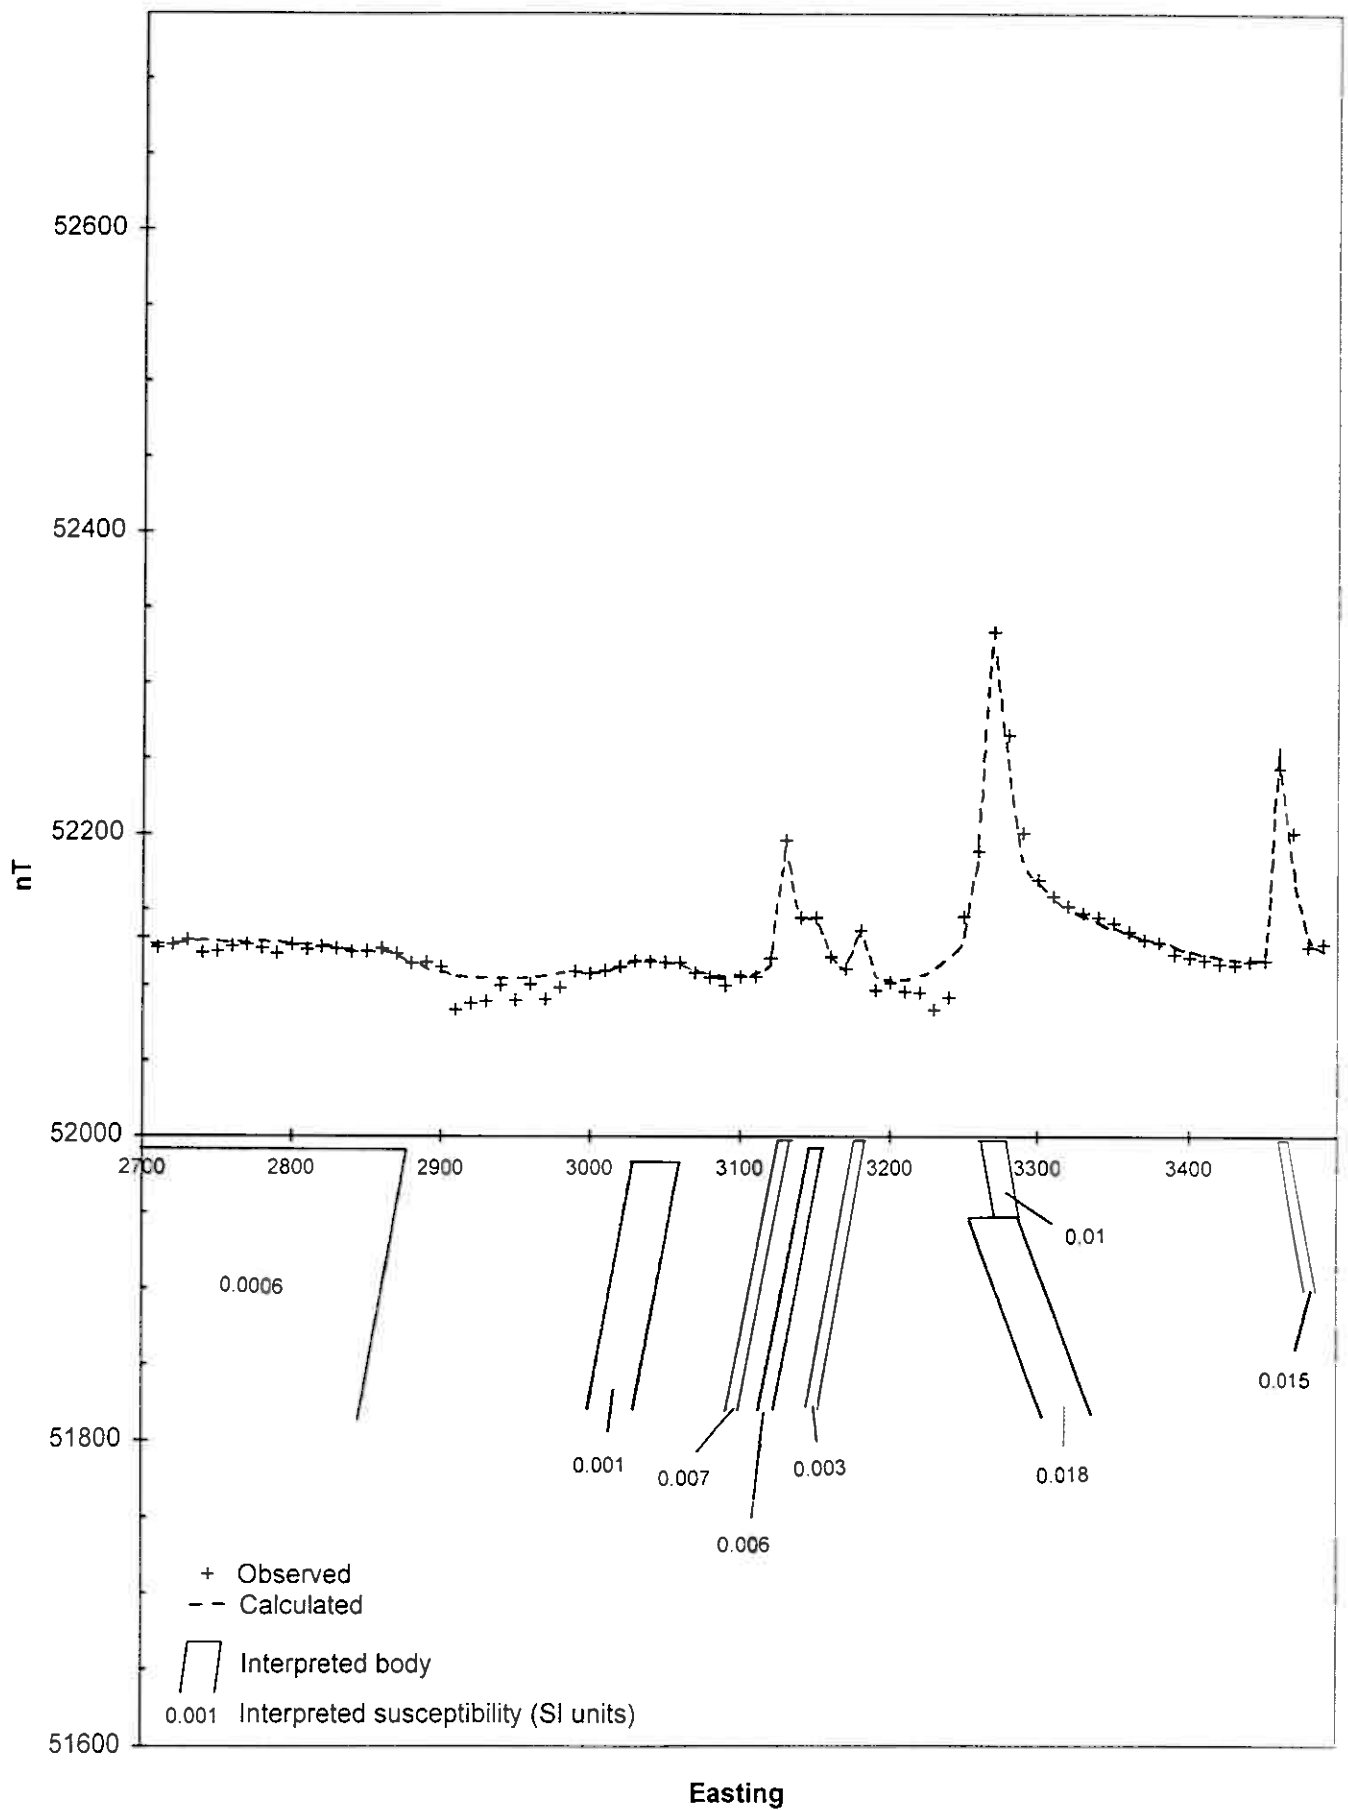 52600
52400
52200
nT
52000
2700 2800 2900 3000 3100 3200 3300 3400
0.01
0.0006
0.015
51800
0.001 0.007 0.003 0.018
0.006
+ Observed
-- Calculated
Interpreted body
0.001 Interpreted susceptibility (SI units)
51600
Easting